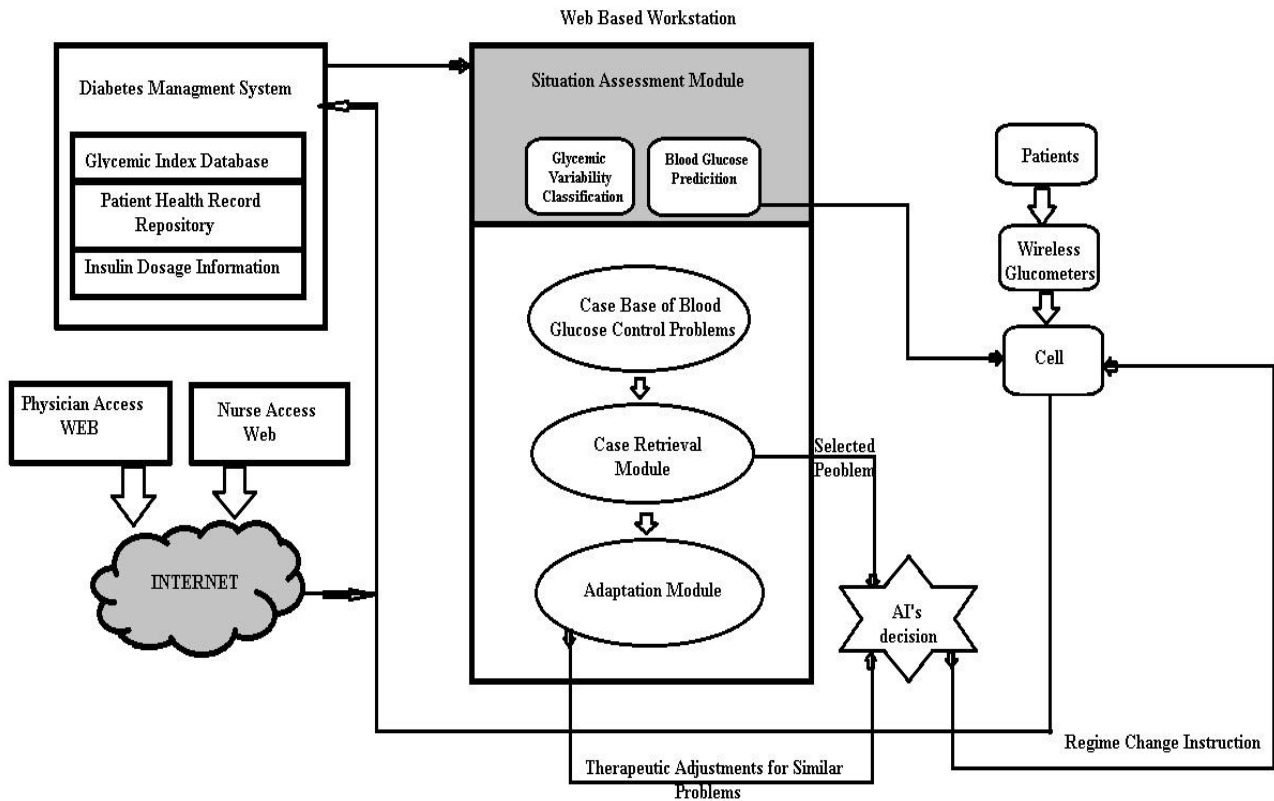 Web Based Workstation
Diabetes Managment System
Glycemic Index Database
Patient Health Record
Repository
Insulin Dosage Information
Situation Assessment Module
Glycemic
Variability
Classification
Blood Glucose
Predicition
Patients
Wireless
Glucometers
Cell
Case Base of Blood
Glucose Control Problems
Physician Access
WEB
Nurse Access
Web
Case Retrieval
Module
Selected
Peoblem
INTERNET
Adaptation Module
AI's
decision
Regime Change Instruction
Therapeutic Adjustments for Similar
Problems